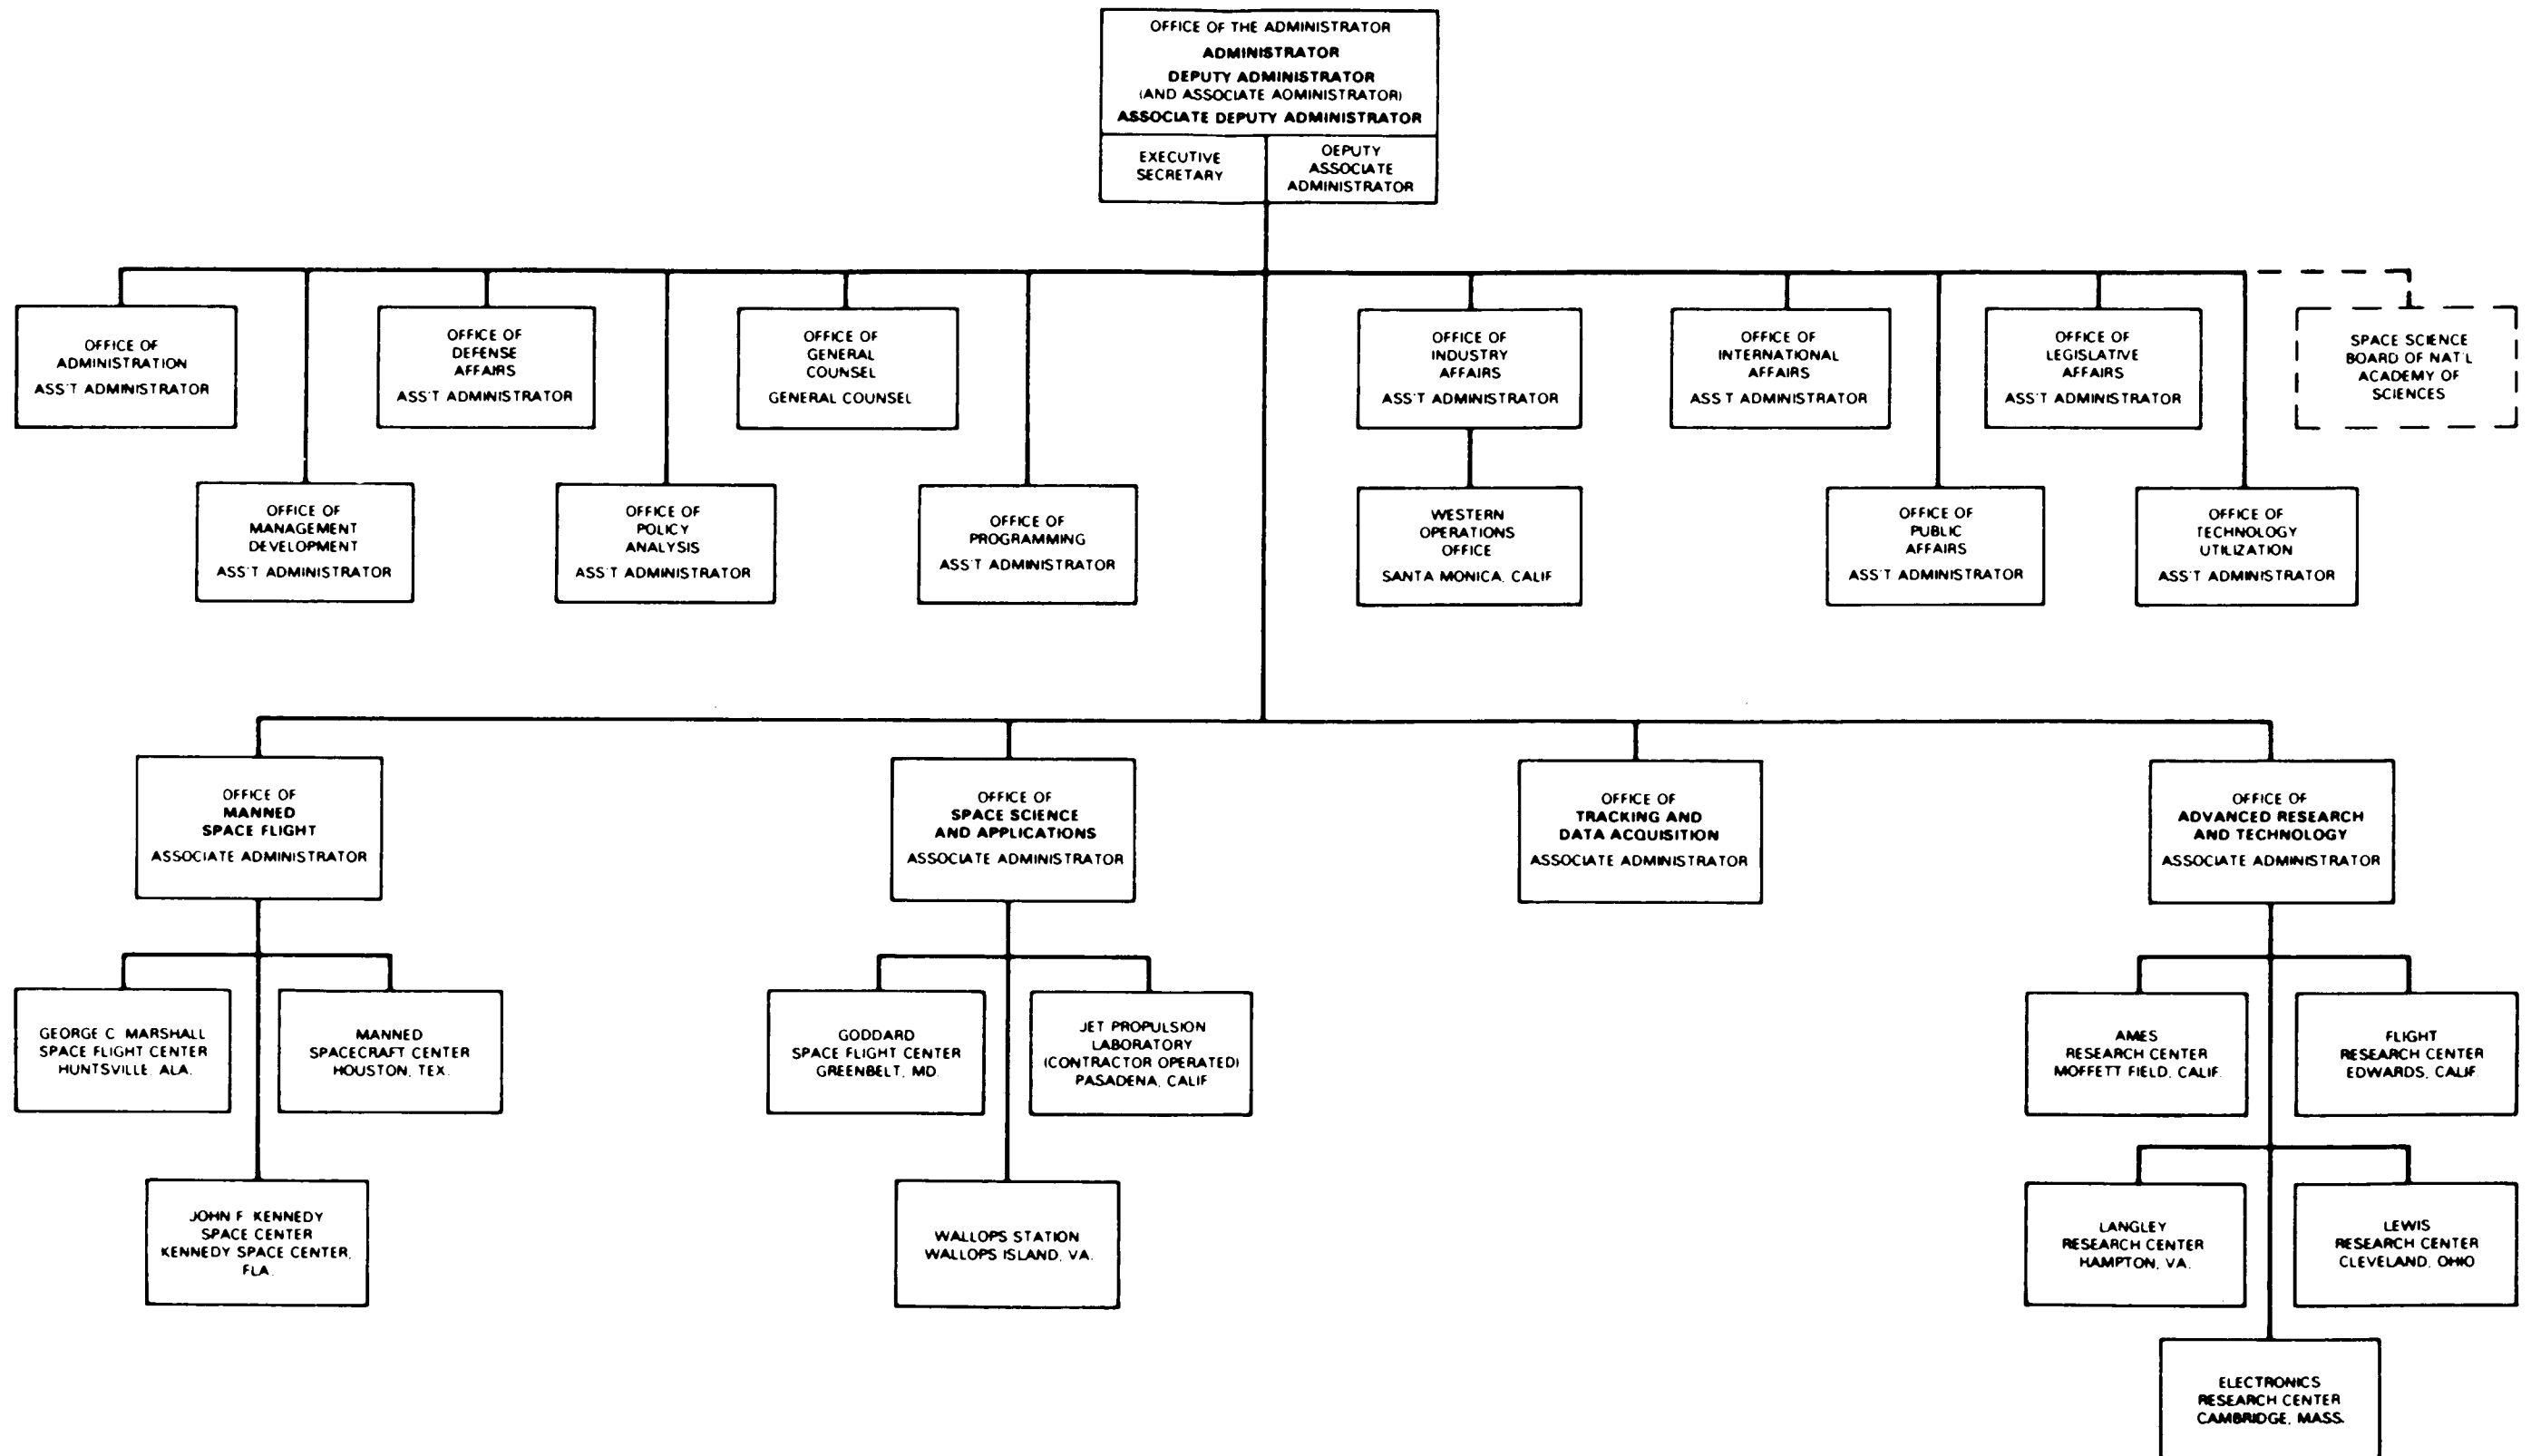 OFFICE OF THE ADMINISTRATOR
ADMINISTRATOR
DEPUTY ADMINISTRATOR
(AND ASSOCIATE AOMINISTRATOR)
ASSOCIATE DEPUTY ADMINISTRATOR
EXECUTIVE
SECRETARY
OEPUTY
ASSOCIATE
ADMINISTRATOR
OFFICE OF
ADMINISTRATION
ASS'T ADMINISTRATOR
OFFICE OF
DEFENSE
AFFAIRS
ASS'T ADMINISTRATOR
OFFICE OF
GENERAL
COUNSEL
GENERAL COUNSEL
OFFICE OF
INDUSTRY
AFFAIRS
ASS'T ADMINISTRATOR
OFFICE OF
INTERNATIONAL
AFFAIRS
ASS'T ADMINISTRATOR
OFFICE OF
LEGISLATIVE
AFFAIRS
ASS'T ADMINISTRATOR
SPACE SCIENCE
BOARD OF NAT'L
ACADEMY OF
SCIENCES
OFFICE OF
MANAGEMENT
DEVELOPMENT
ASS'T ADMINISTRATOR
OFFICE OF
POLICY
ANALYSIS
ASS'T ADMINISTRATOR
OFFICE OF
PROGRAMMING
ASS'T ADMINISTRATOR
WESTERN
OPERATIONS
OFFICE
SANTA MONICA, CALIF
OFFICE OF
PUBLIC
AFFAIRS
ASS'T ADMINISTRATOR
OFFICE OF
TECHNOLOGY
UTILIZATION
ASS'T ADMINISTRATOR
OFFICE OF
MANNED
SPACE FLIGHT
ASSOCIATE ADMINISTRATOR
OFFICE OF
SPACE SCIENCE
AND APPLICATIONS
ASSOCIATE ADMINISTRATOR
OFFICE OF
TRACKING AND
DATA ACQUISITION
ASSOCIATE ADMINISTRATOR
OFFICE OF
ADVANCED RESEARCH
AND TECHNOLOGY
ASSOCIATE ADMINISTRATOR
GEORGE C. MARSHALL
SPACE FLIGHT CENTER
HUNTSVILLE, ALA.
MANNED
SPACECRAFT CENTER
HOUSTON, TEX.
GODDARD
SPACE FLIGHT CENTER
GREENBELT, MD.
JET PROPULSION
LABORATORY
(CONTRACTOR OPERATED)
PASADENA, CALIF
AMES
RESEARCH CENTER
MOFFETT FIELD, CALIF.
FLIGHT
RESEARCH CENTER
EDWARDS, CALIF
JOHN F. KENNEDY
SPACE CENTER
KENNEDY SPACE CENTER,
FLA.
WALLOPS STATION
WALLOPS ISLAND, VA.
LANGLEY
RESEARCH CENTER
HAMPTON, VA.
LEWIS
RESEARCH CENTER
CLEVELAND, OHIO
ELECTRONICS
RESEARCH CENTER
CAMBRIDGE, MASS.